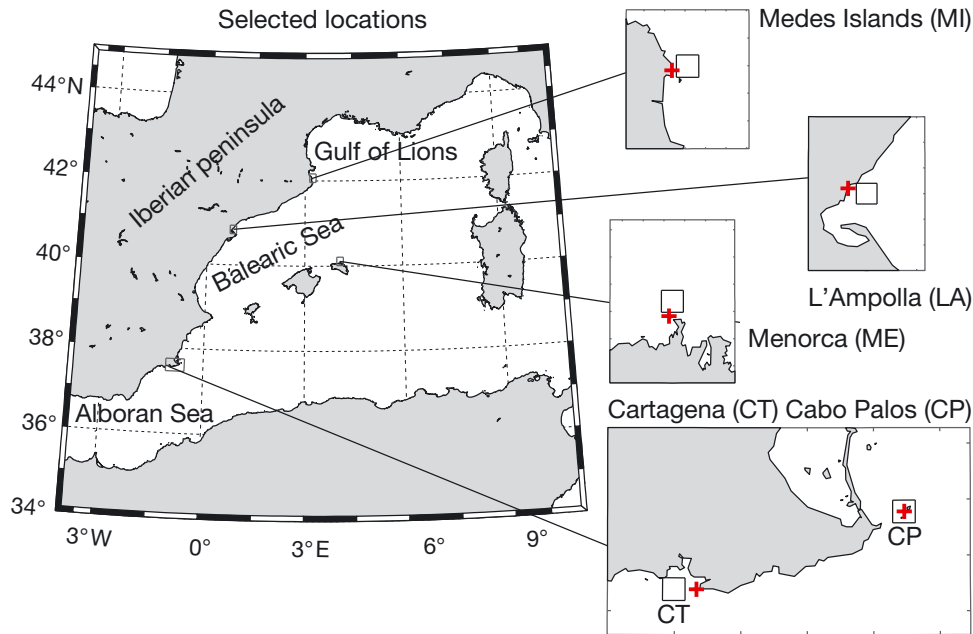 Selected locations
Medes Islands (MI)
44°N
42°
40°
38°
36°
34°
Iberian peninsula
Gulf of Lions
Balearic Sea
Alboran Sea
L'Ampolla (LA)
Menorca (ME)
Cartagena (CT) Cabo Palos (CP)
CP
CT
3°W
0°
3°E
6°
9°